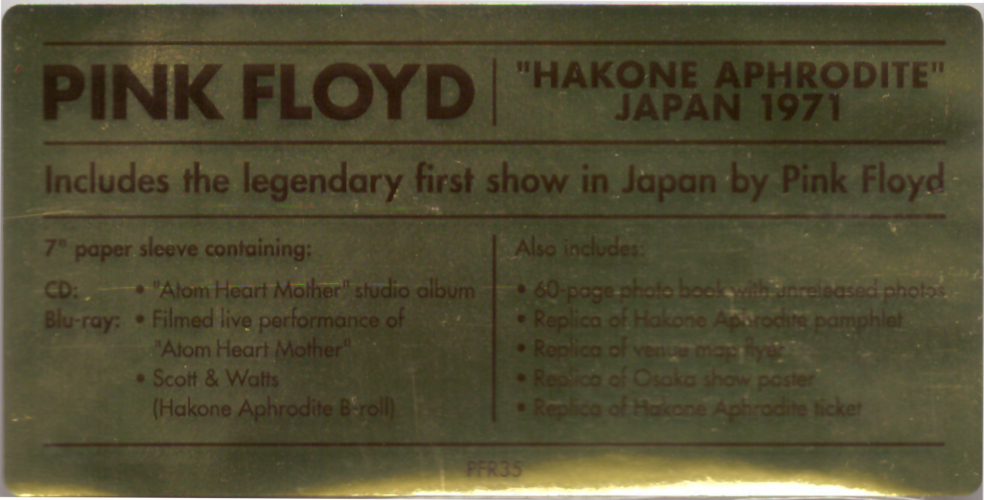 PINK FLOYD
"HAKONE APHRODITE"
JAPAN 1971
Includes the legendary first show in Japan by Pink Floyd
7" paper sleeve containing:
CD: • "Atom Heart Mother" studio album
Blu-ray: • Filmed live performance of
"Atom Heart Mother"
• Scott & Watts
(Hakone Aphrodite B-roll)
Also includes:
• 60-page photo book with unreleased photos
• Replica of Hakone Aphrodite pamphlet
• Replica of venue map flyer
• Replica of Osaka show poster
• Replica of Hakone Aphrodite ticket
PFR35